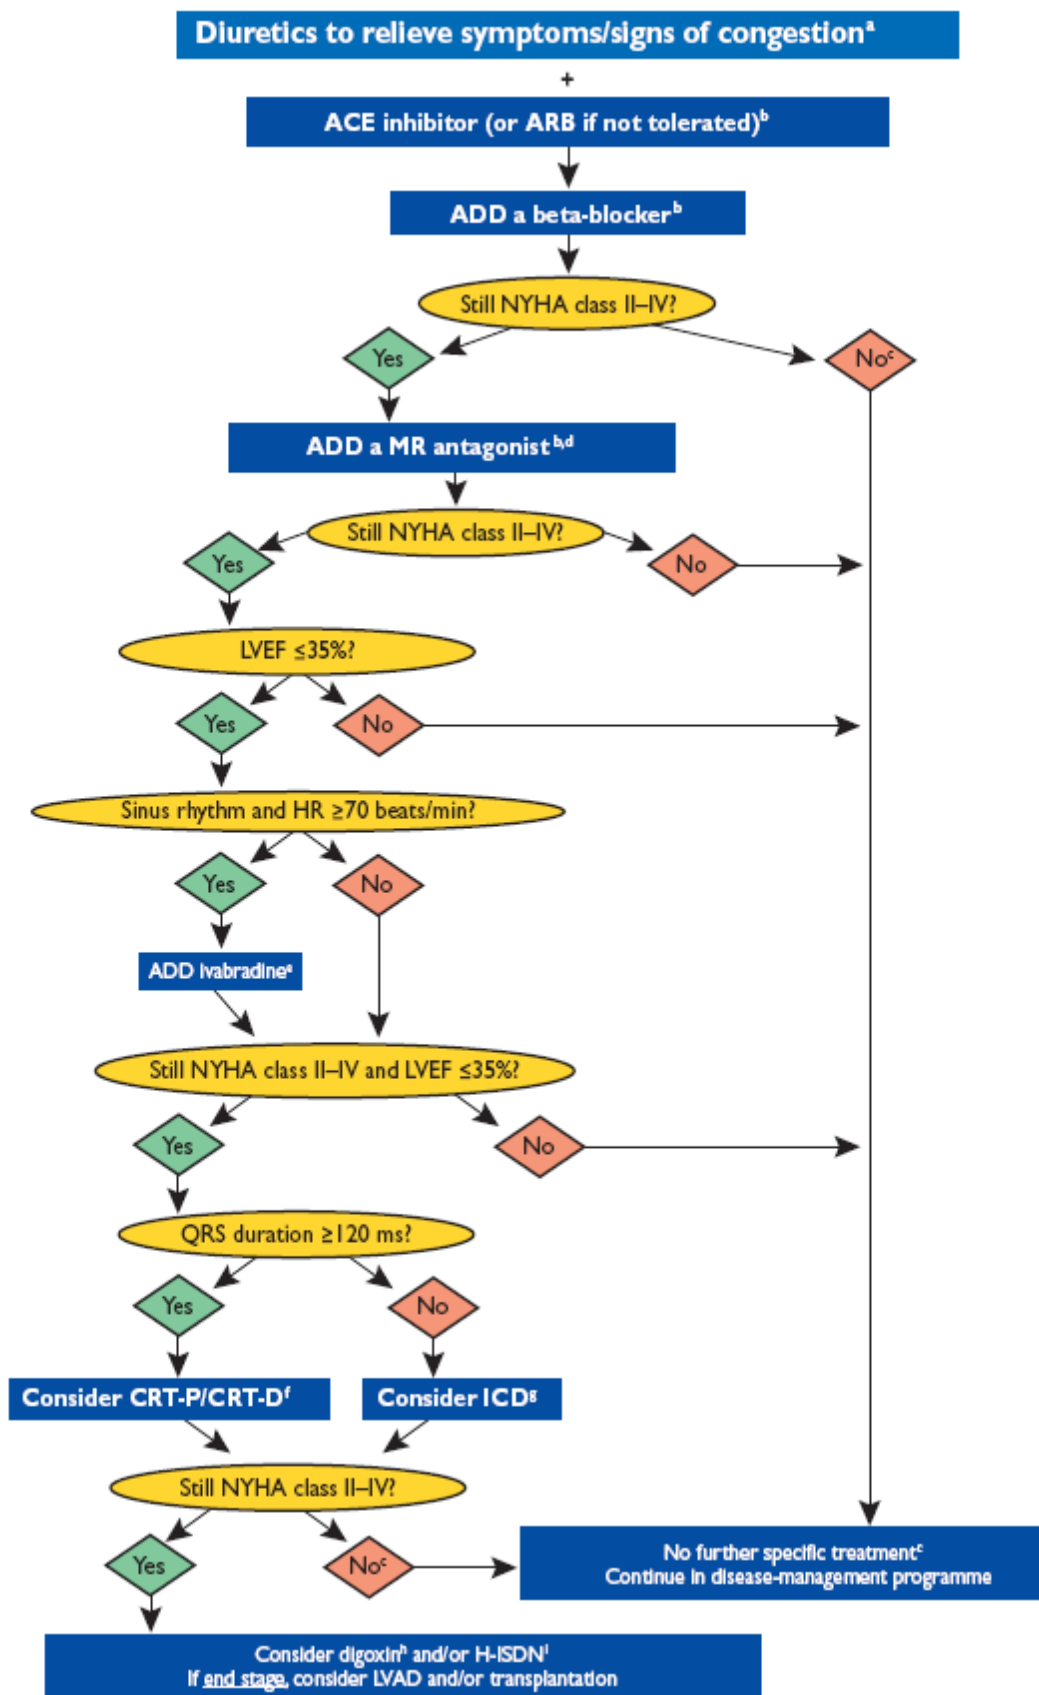 Diuretics to relieve symptoms/signs of congestionᵃ
+
ACE inhibitor (or ARB if not tolerated)ᵇ
ADD a beta-blockerᵇ
Still NYHA class II–IV?
Yes
Noᶜ
ADD a MR antagonistᵇ,ᵈ
Still NYHA class II–IV?
Yes
No
LVEF ≤35%?
Yes
No
Sinus rhythm and HR ≥70 beats/min?
Yes
No
ADD ivabradineᵉ
Still NYHA class II–IV and LVEF ≤35%?
Yes
No
QRS duration ≥120 ms?
Yes
No
Consider CRT-P/CRT-Dᶠ
Consider ICDᵍ
Still NYHA class II–IV?
Yes
Noᶜ
No further specific treatmentᶜ
Continue in disease-management programme
Consider digoxinʰ and/or H-ISDNⁱ
If end stage, consider LVAD and/or transplantation